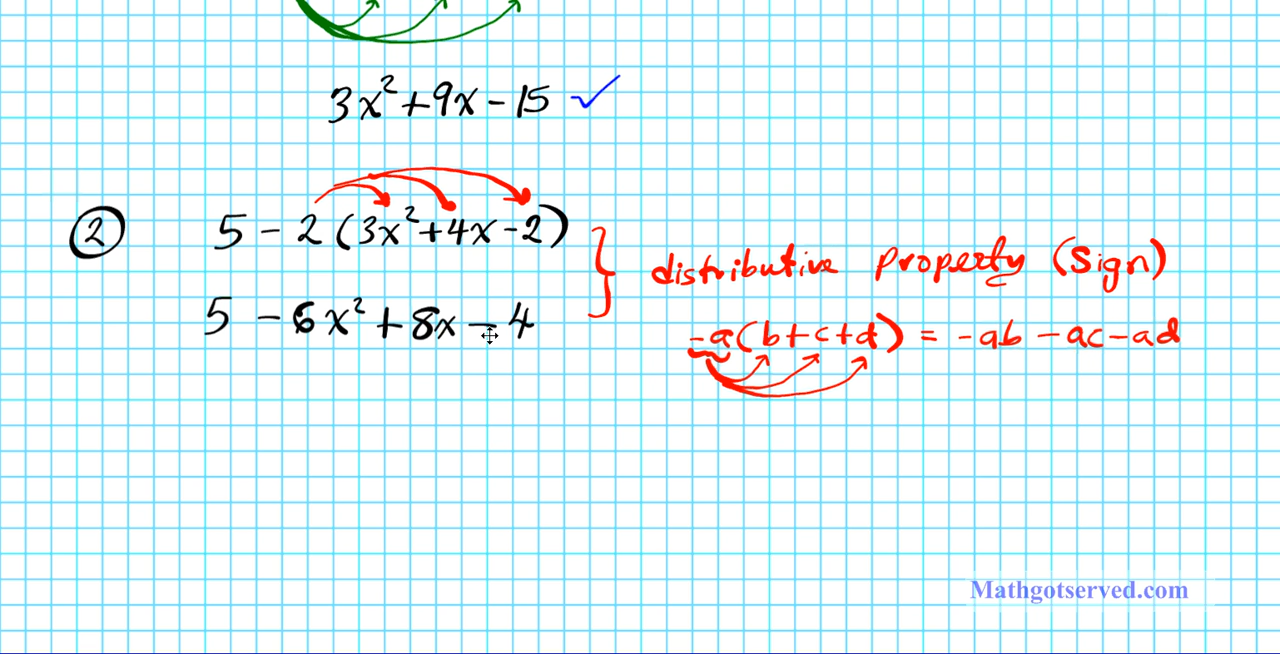 3x²+9x-15 ✓
② 5-2(3x²+4x-2)
distributive property (sign)
5-6x²+8x-4
-a(b+c+d) = -ab-ac-ad
Mathgotserved.com